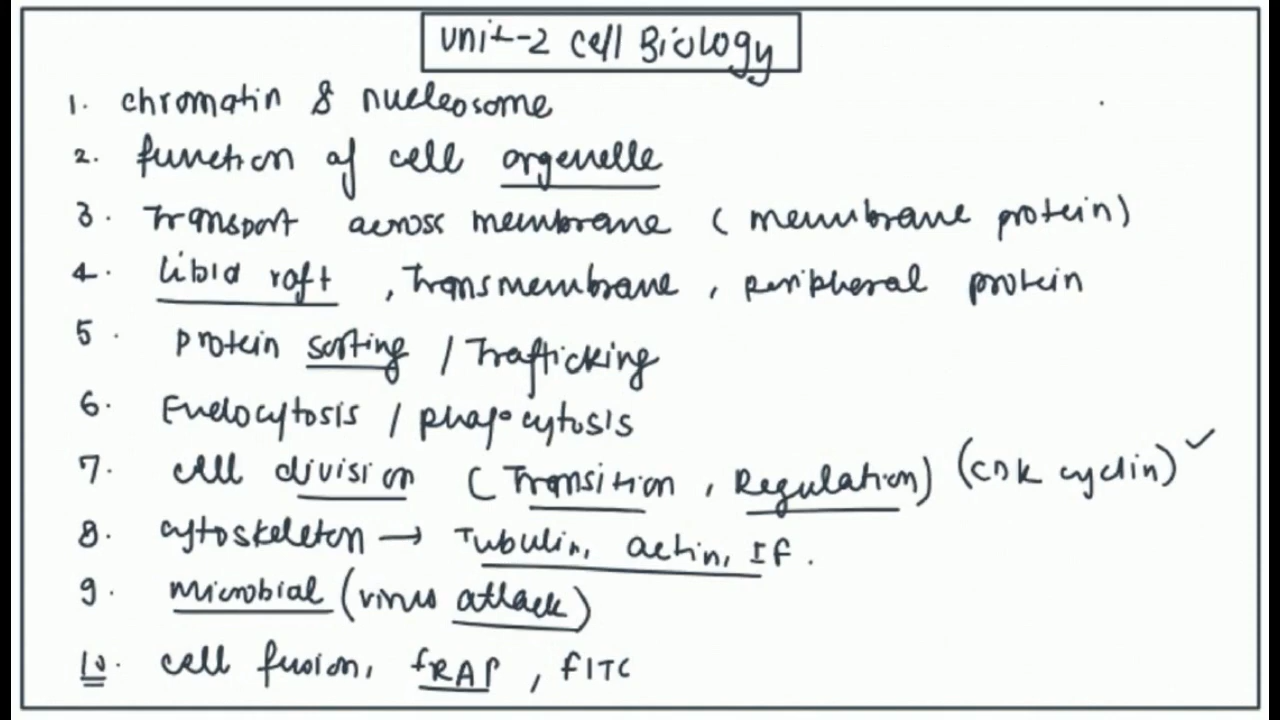 Unit-2 Cell Biology
1. chromatin & nucleosome
2. function of cell orgenelle
3. Transport across membrane (membrane protein)
4. libid raft, Transmembrane, peripheral protein
5. protein sorting / Trafficking
6. Endocytosis / phagocytosis
7. cell division (Transition, Regulation) (CDK cyclin) ✓
8. cytoskeleton → Tubulin, actin, IF.
9. microbial (virus attack)
10. cell fusion, fRAP, fITC